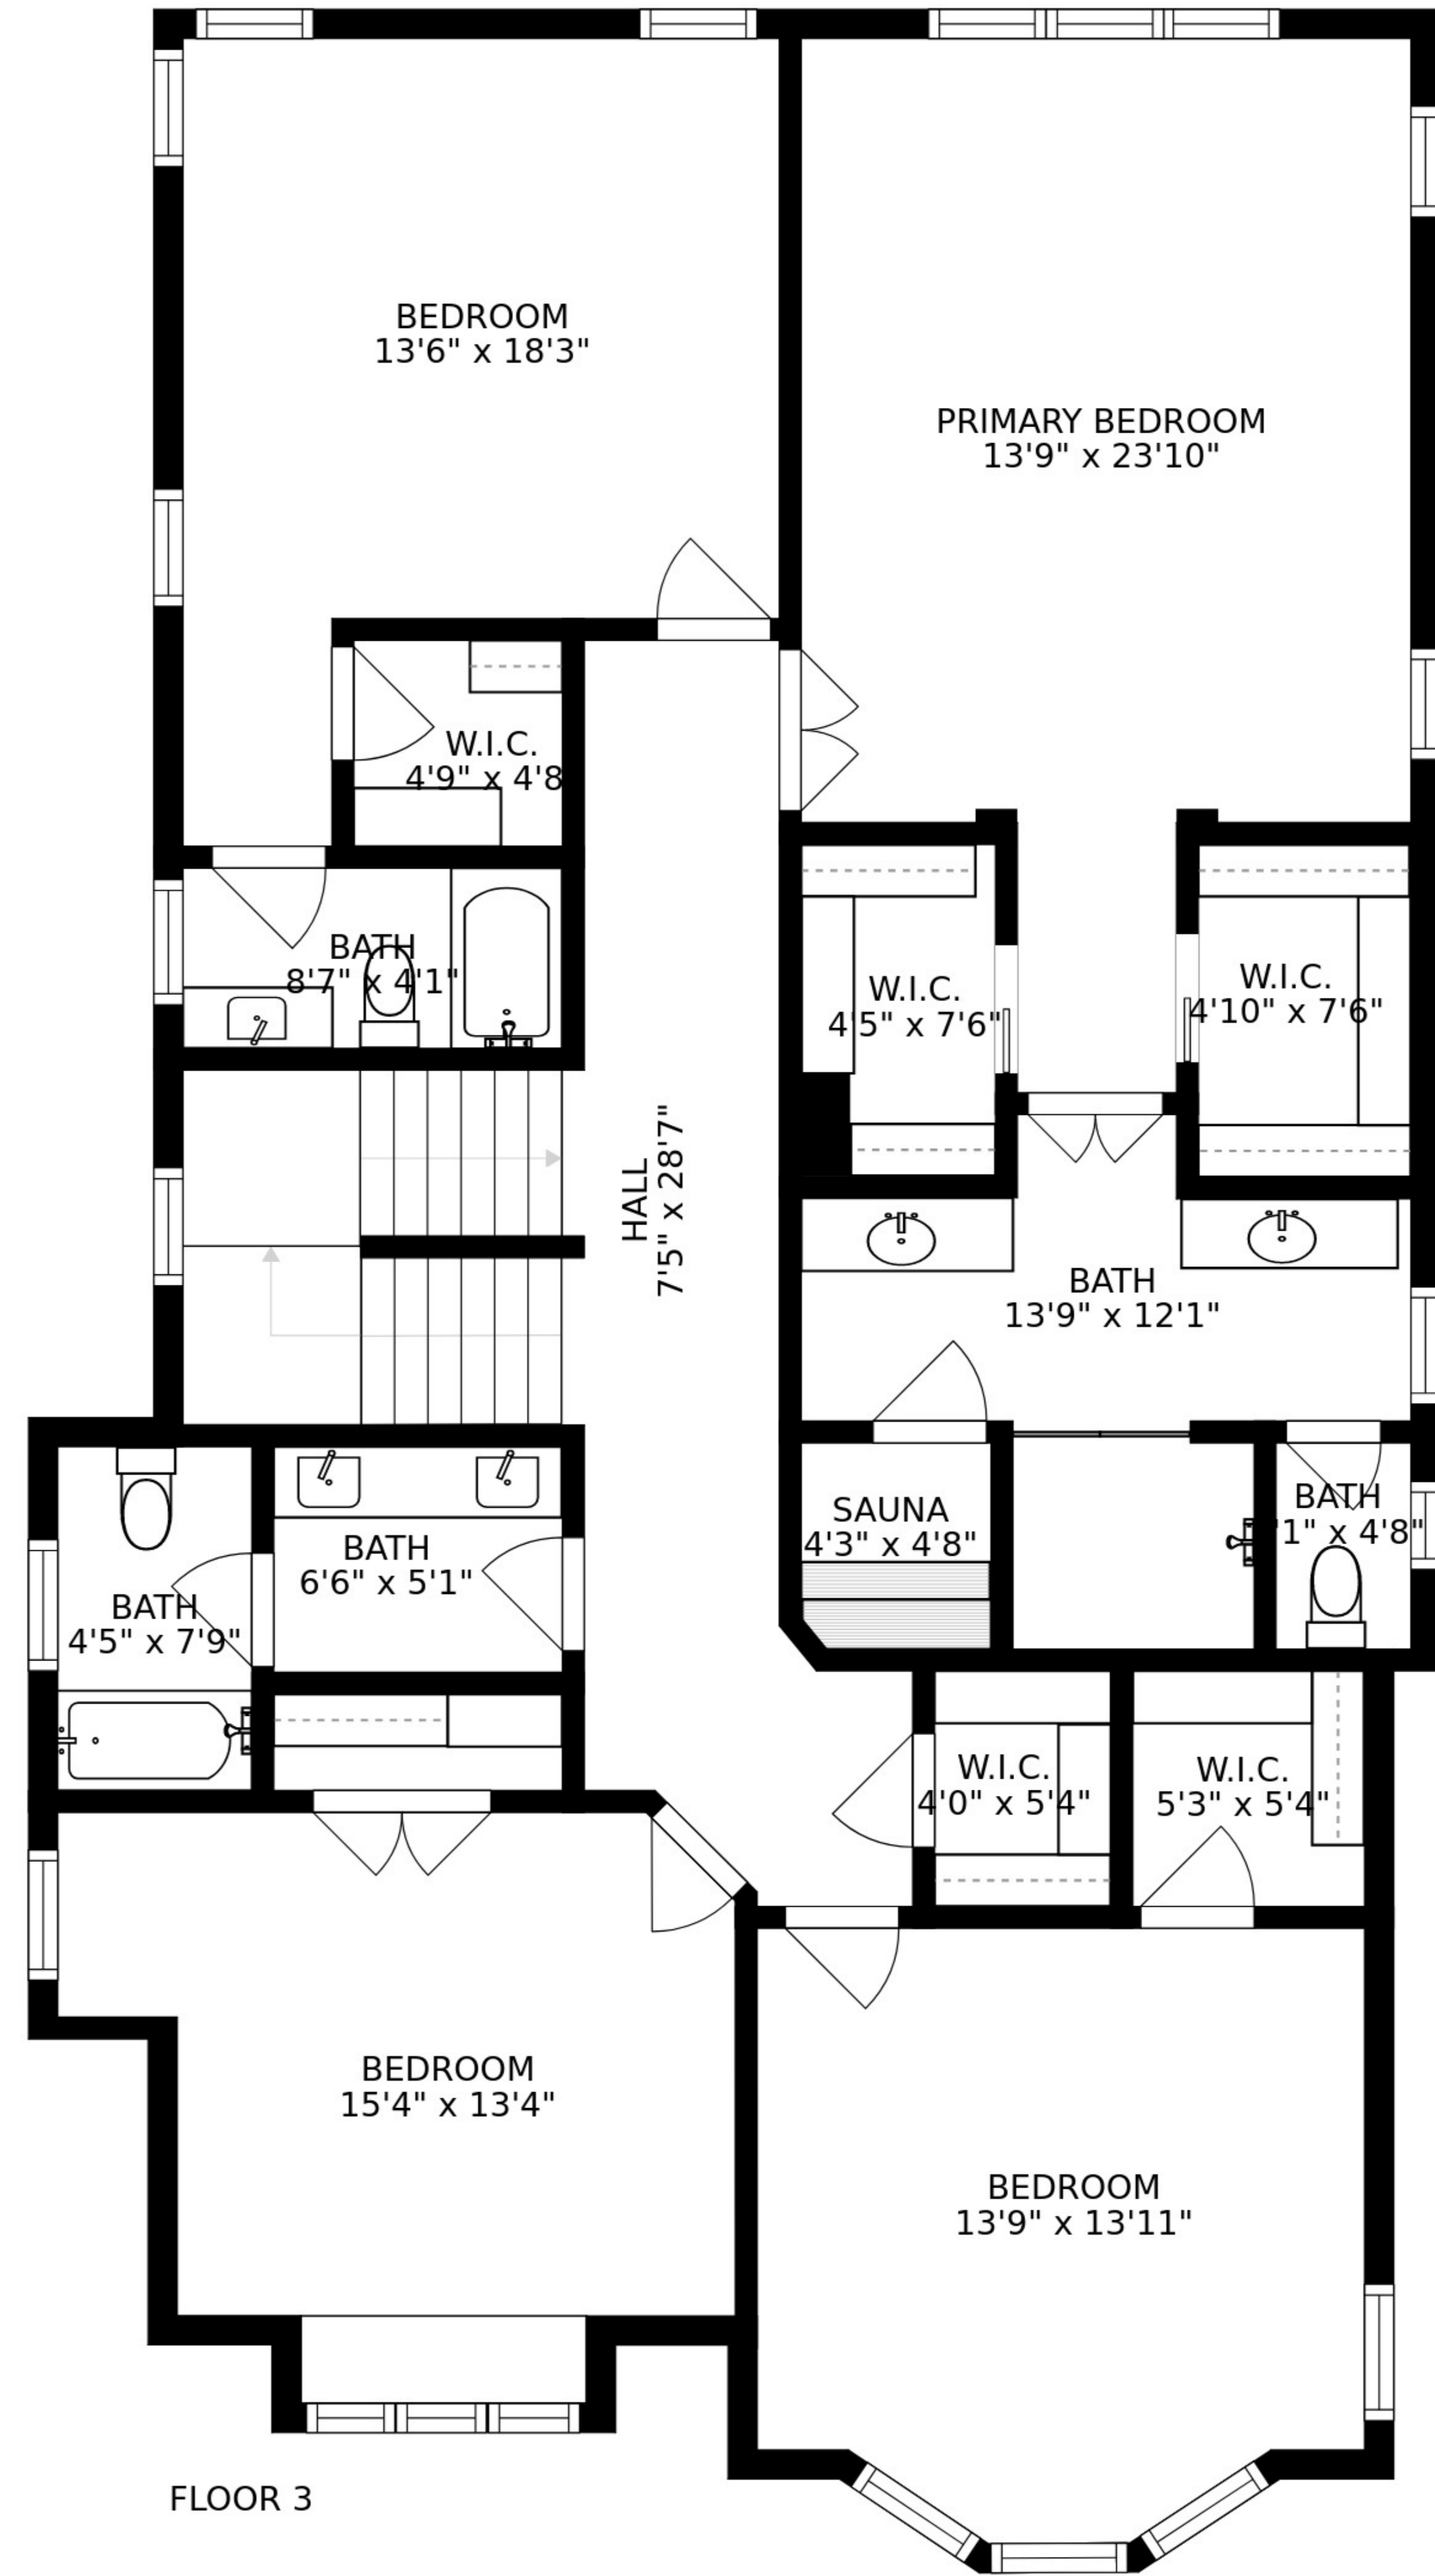 BEDROOM
13'6" x 18'3"
PRIMARY BEDROOM
13'9" x 23'10"
W.I.C.
4'9" x 4'8
BATH
8'7" x 4'1"
W.I.C.
4'5" x 7'6"
W.I.C.
4'10" x 7'6"
HALL
7'5" x 28'7"
BATH
13'9" x 12'1"
SAUNA
4'3" x 4'8"
BATH
1" x 4'8"
BATH
6'6" x 5'1"
BATH
4'5" x 7'9"
W.I.C.
4'0" x 5'4"
W.I.C.
5'3" x 5'4"
BEDROOM
15'4" x 13'4"
BEDROOM
13'9" x 13'11"
FLOOR 3